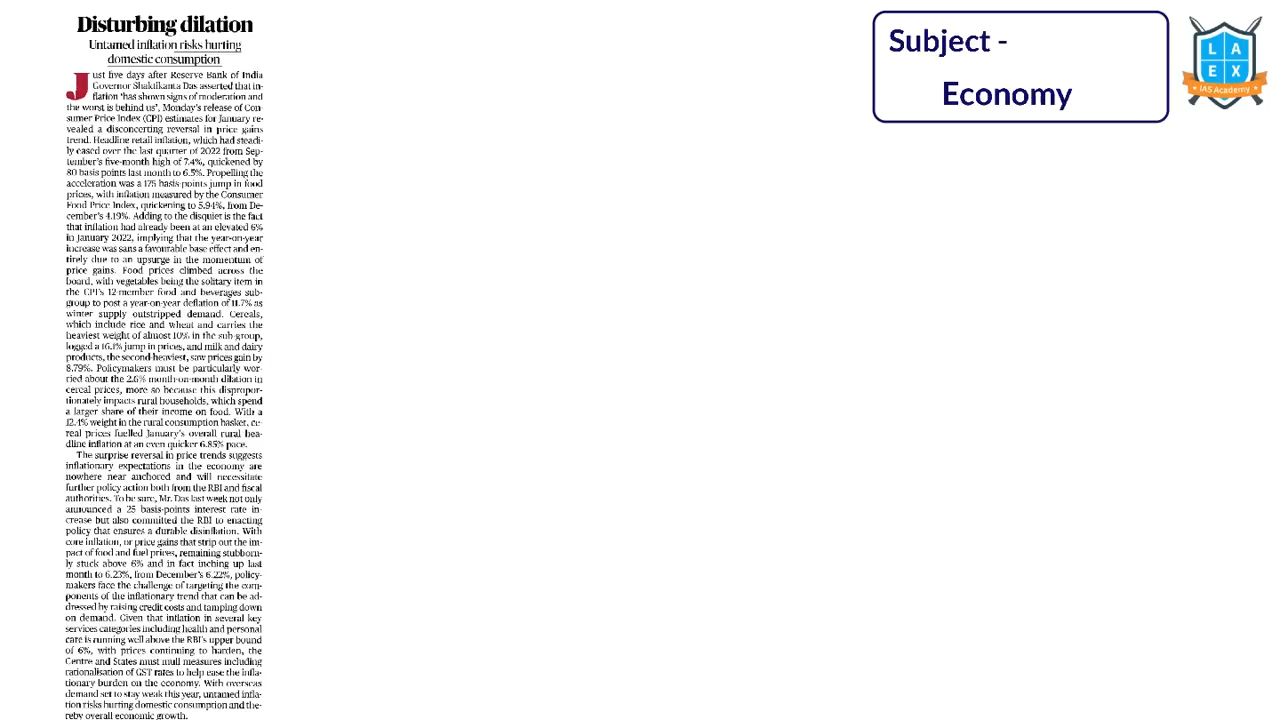 Disturbing dilation
Untamed inflation risks hurting
domestic consumption
Just five days after Reserve Bank of India
Governor Shaktikanta Das asserted that in-
flation ‘has shown signs of moderation and
the worst is behind us’, Monday’s release of Con-
sumer Price Index (CPI) estimates for January re-
vealed a disconcerting reversal in price gains
trend. Headline retail inflation, which had steadi-
ly eased over the last quarter of 2022 from Sep-
tember’s five-month high of 7.4%, quickened by
80 basis points last month to 6.5%. Propelling the
acceleration was a 175 basis-points jump in food
prices, with inflation measured by the Consumer
Food Price Index, quickening to 5.94%, from De-
cember’s 4.19%. Adding to the disquiet is the fact
that inflation had already been at an elevated 6%
in January 2022, implying that the year-on-year
increase was sans a favourable base effect and en-
tirely due to an upsurge in the momentum of
price gains. Food prices climbed across the
board, with vegetables being the solitary item in
the CPI’s 12-member food and beverages sub-
group to post a year-on-year deflation of 11.7% as
winter supply outstripped demand. Cereals,
which include rice and wheat and carries the
heaviest weight of almost 10% in the sub-group,
logged a 16.1% jump in prices, and milk and dairy
products, the second-heaviest, saw prices gain by
8.79%. Policymakers must be particularly wor-
ried about the 2.6% month-on-month dilation in
cereal prices, more so because this dispropor-
tionately impacts rural households, which spend
a larger share of their income on food. With a
12.4% weight in the rural consumption basket, ce-
real prices fuelled January’s overall rural hea-
dline inflation at an even quicker 6.85% pace.
The surprise reversal in price trends suggests
inflationary expectations in the economy are
nowhere near anchored and will necessitate
further policy action both from the RBI and fiscal
authorities. To be sure, Mr. Das last week not only
announced a 25 basis-points interest rate in-
crease but also committed the RBI to enacting
policy that ensures a durable disinflation. With
core inflation, or price gains that strip out the im-
pact of food and fuel prices, remaining stubborn-
ly stuck above 6% and in fact inching up last
month to 6.23%, from December’s 6.22%, policy-
makers face the challenge of targeting the com-
ponents of the inflationary trend that can be ad-
dressed by raising credit costs and tamping down
on demand. Given that inflation in several key
services categories including health and personal
care is running well above the RBI’s upper bound
of 6%, with prices continuing to harden, the
Centre and States must mull measures including
rationalisation of GST rates to help ease the infla-
tionary burden on the economy. With overseas
demand set to stay weak this year, untamed infla-
tion risks hurting domestic consumption and the-
reby overall economic growth.
Subject -
Economy
L A
E X
IAS Academy